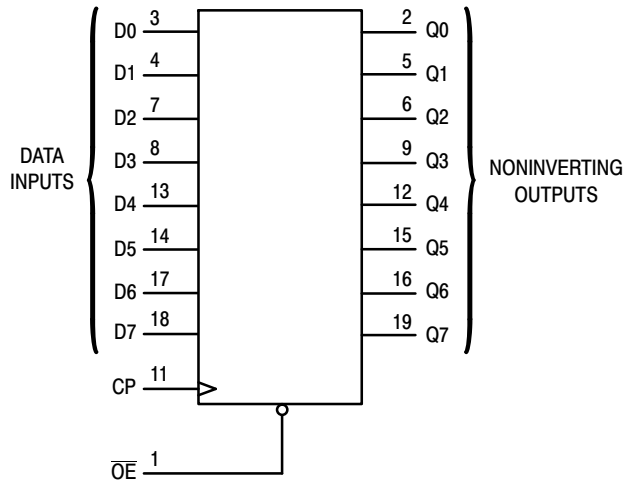 D0 3 2 Q0
D1 4 5 Q1
D2 7 6 Q2
D3 8 9 Q3
DATA
INPUTS
NONINVERTING
OUTPUTS
D4 13 12 Q4
D5 14 15 Q5
D6 17 16 Q6
D7 18 19 Q7
CP 11
O̅E̅ 1